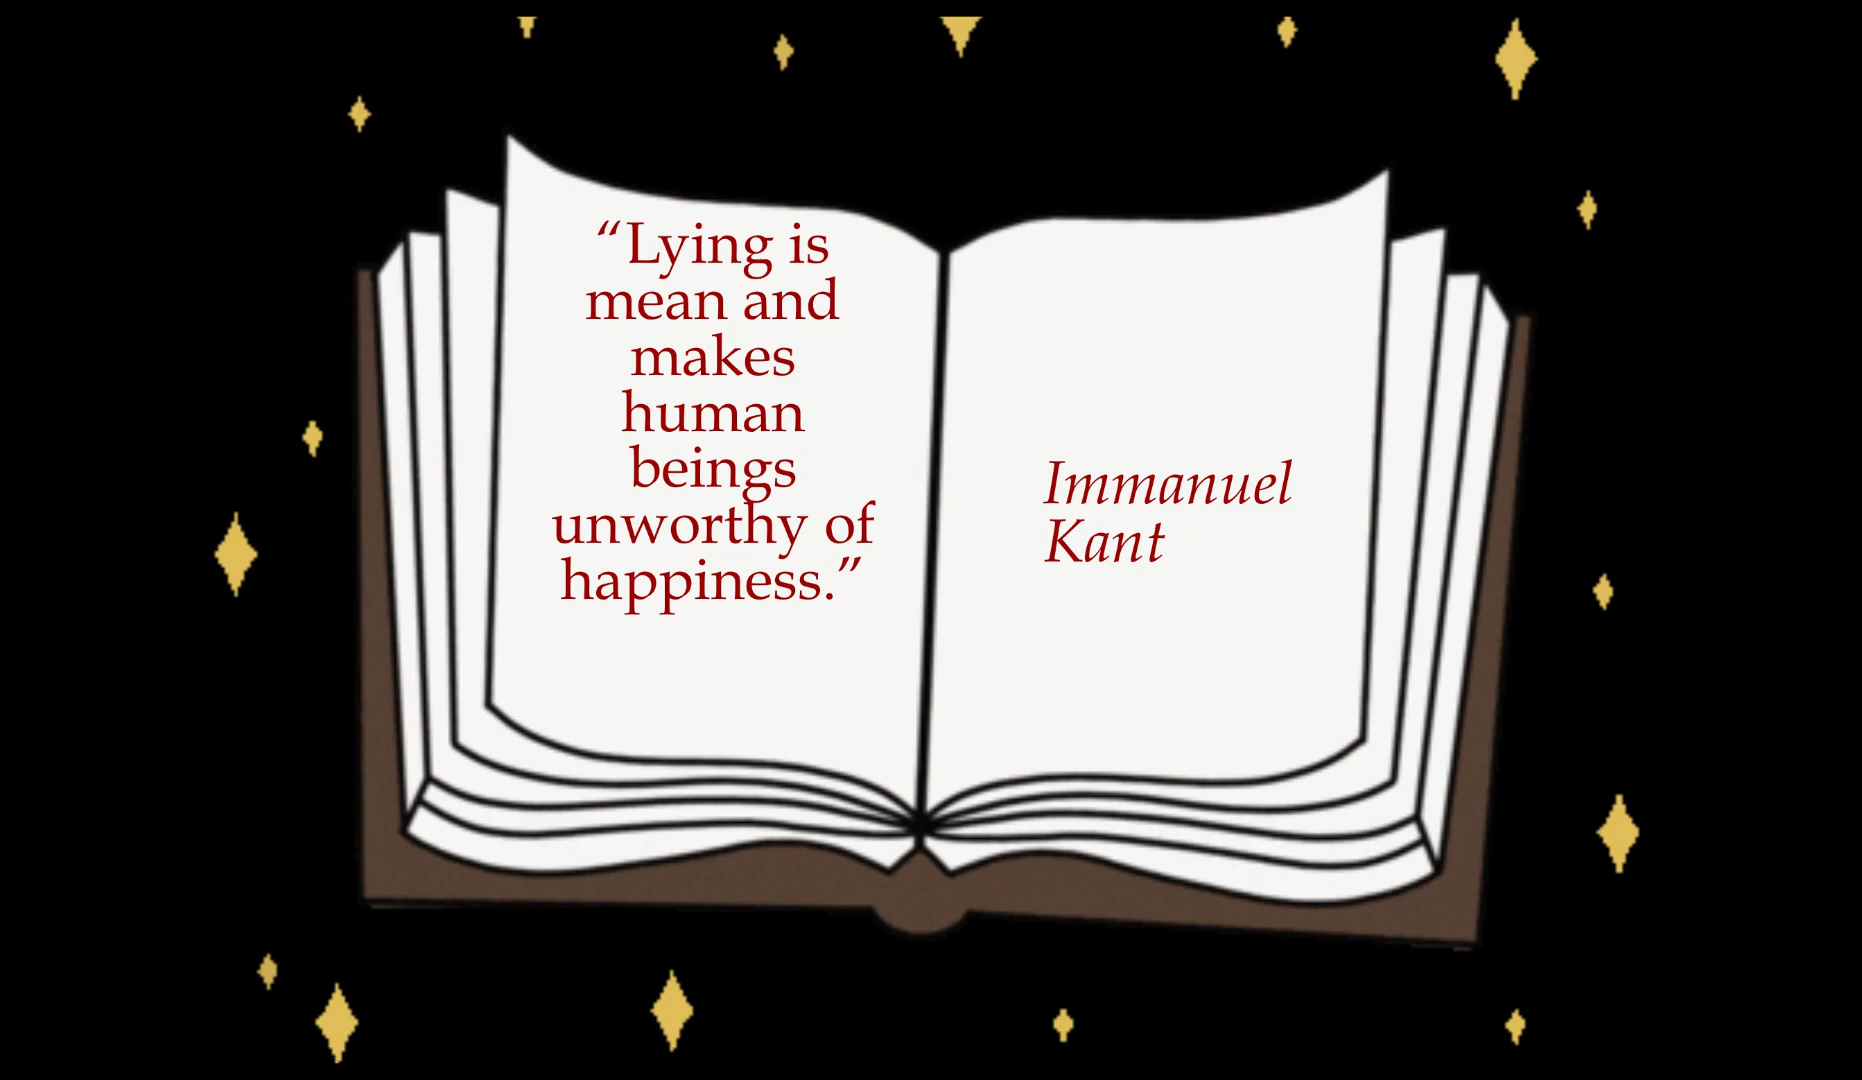 “Lying is
mean and
makes
human
beings
unworthy of
happiness.”
Immanuel
Kant